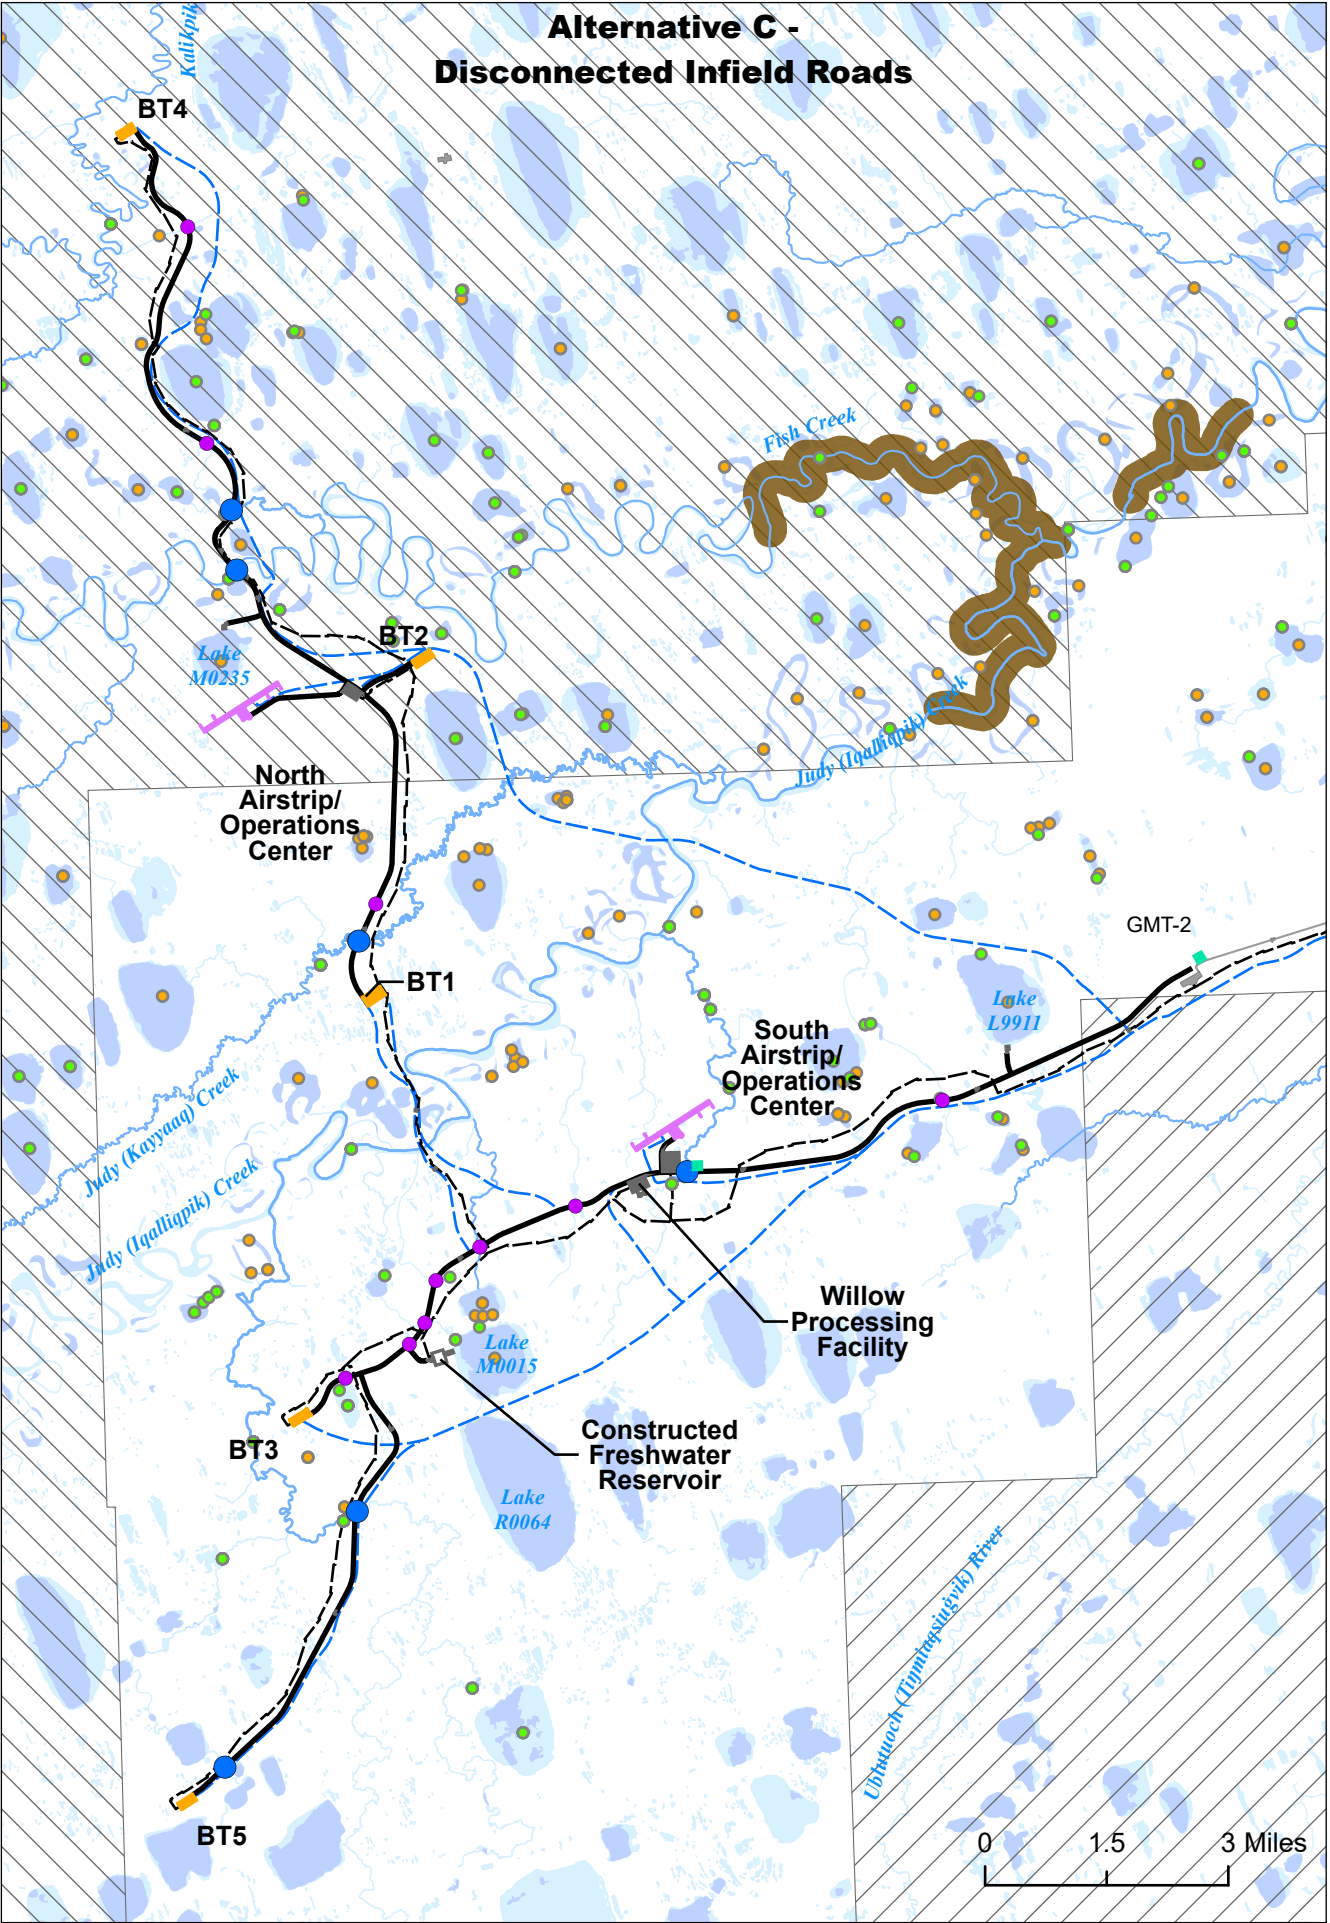 Alternative C -
Disconnected Infield Roads
Kalikpik
BT4
Fish Creek
BT2
Lake
M0235
Judy (Iqalliqpik) Creek
North
Airstrip/
Operations
Center
GMT-2
BT1
Lake
L9911
South
Airstrip/
Operations
Center
Judy (Kayyaaq) Creek
Judy (Iqalliqpik) Creek
Willow
Processing
Facility
Lake
M0015
Constructed
Freshwater
Reservoir
BT3
Lake
R0064
Ublutuoch (Tiŋmiaqsiuġvik) River
BT5
0 1.5 3 Miles